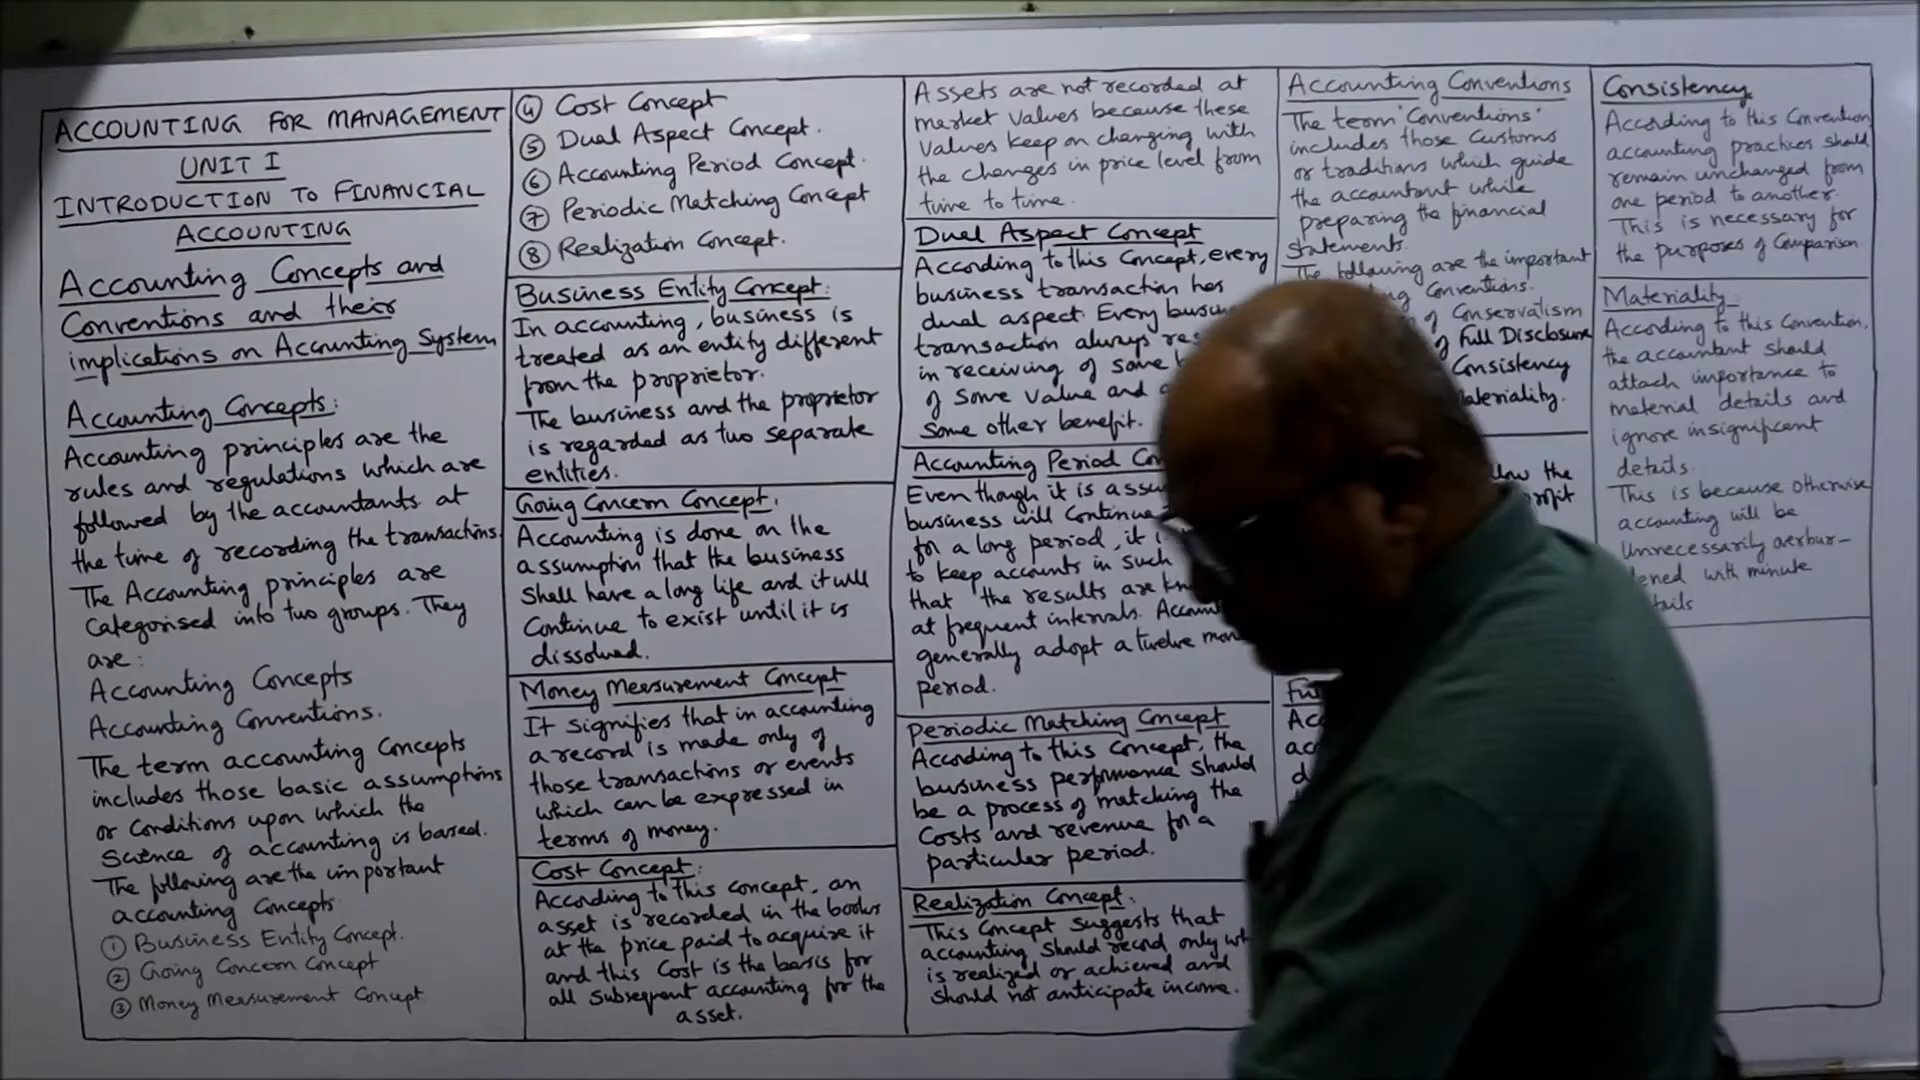 ACCOUNTING FOR MANAGEMENT
UNIT I
INTRODUCTION TO FINANCIAL
ACCOUNTING
Accounting Concepts and
Conventions and their
implications on Accounting System
Accounting Concepts:
Accounting principles are the
rules and regulations which are
followed by the accountants at
the time of recording the transactions.
The Accounting principles are
categorised into two groups. They
are:
Accounting Concepts
Accounting Conventions.
The term accounting Concepts
includes those basic assumptions
or conditions upon which the
Science of accounting is based.
The following are the important
accounting Concepts
① Business Entity Concept.
② Going Concern Concept
③ Money Measurement Concept
④ Cost Concept
⑤ Dual Aspect Concept.
⑥ Accounting Period Concept.
⑦ Periodic Matching Concept
⑧ Realization Concept.
Business Entity Concept:
In accounting, business is
treated as an entity different
from the proprietor.
The business and the proprietor
is regarded as two separate
entities.
Going Concern Concept.
Accounting is done on the
assumption that the business
shall have a long life and it will
Continue to exist until it is
dissolved.
Money Measurement Concept
It signifies that in accounting
a record is made only of
those transactions or events
which can be expressed in
terms of money.
Cost Concept:
According to this concept, an
asset is recorded in the books
at the price paid to acquire it
and this Cost is the basis for
all Subsequent accounting for the
asset.
Assets are not recorded at
market values because these
Values keep on changing with
the changes in price level from
time to time.
Dual Aspect Concept
According to this Concept, every
business transaction has
dual aspect. Every
transaction always
in receiving of some
of some value and
Some other benefit.
Accounting Period
Even though it is
business will Continue
for a long period, it
to keep accounts in such
that the results are
at frequent intervals.
generally adopt a twelve
period.
Periodic Matching Concept
According to this Concept, the
business performance should
be a process of matching the
Costs and revenue for a
particular period.
Realization Concept.
This Concept suggests that
accounting should record only
is realized or achieved and
should not anticipate income.
Accounting Conventions
The term 'Conventions'
includes those Customs
or traditions which guide
the accountant while
preparing the financial
statements.
The following are the important
Conventions.
of Conservatism
Full Disclosure
Consistency
the
Consistency
According to this Convention
accounting practices should
remain unchanged from
one period to another.
This is necessary for
the purposes of Comparison
Materiality
According to this Convention,
the accountant should
attach importance to
material details and
ignore insignificant
details.
This is because otherwise
accounting will be
Unnecessarily
with minute